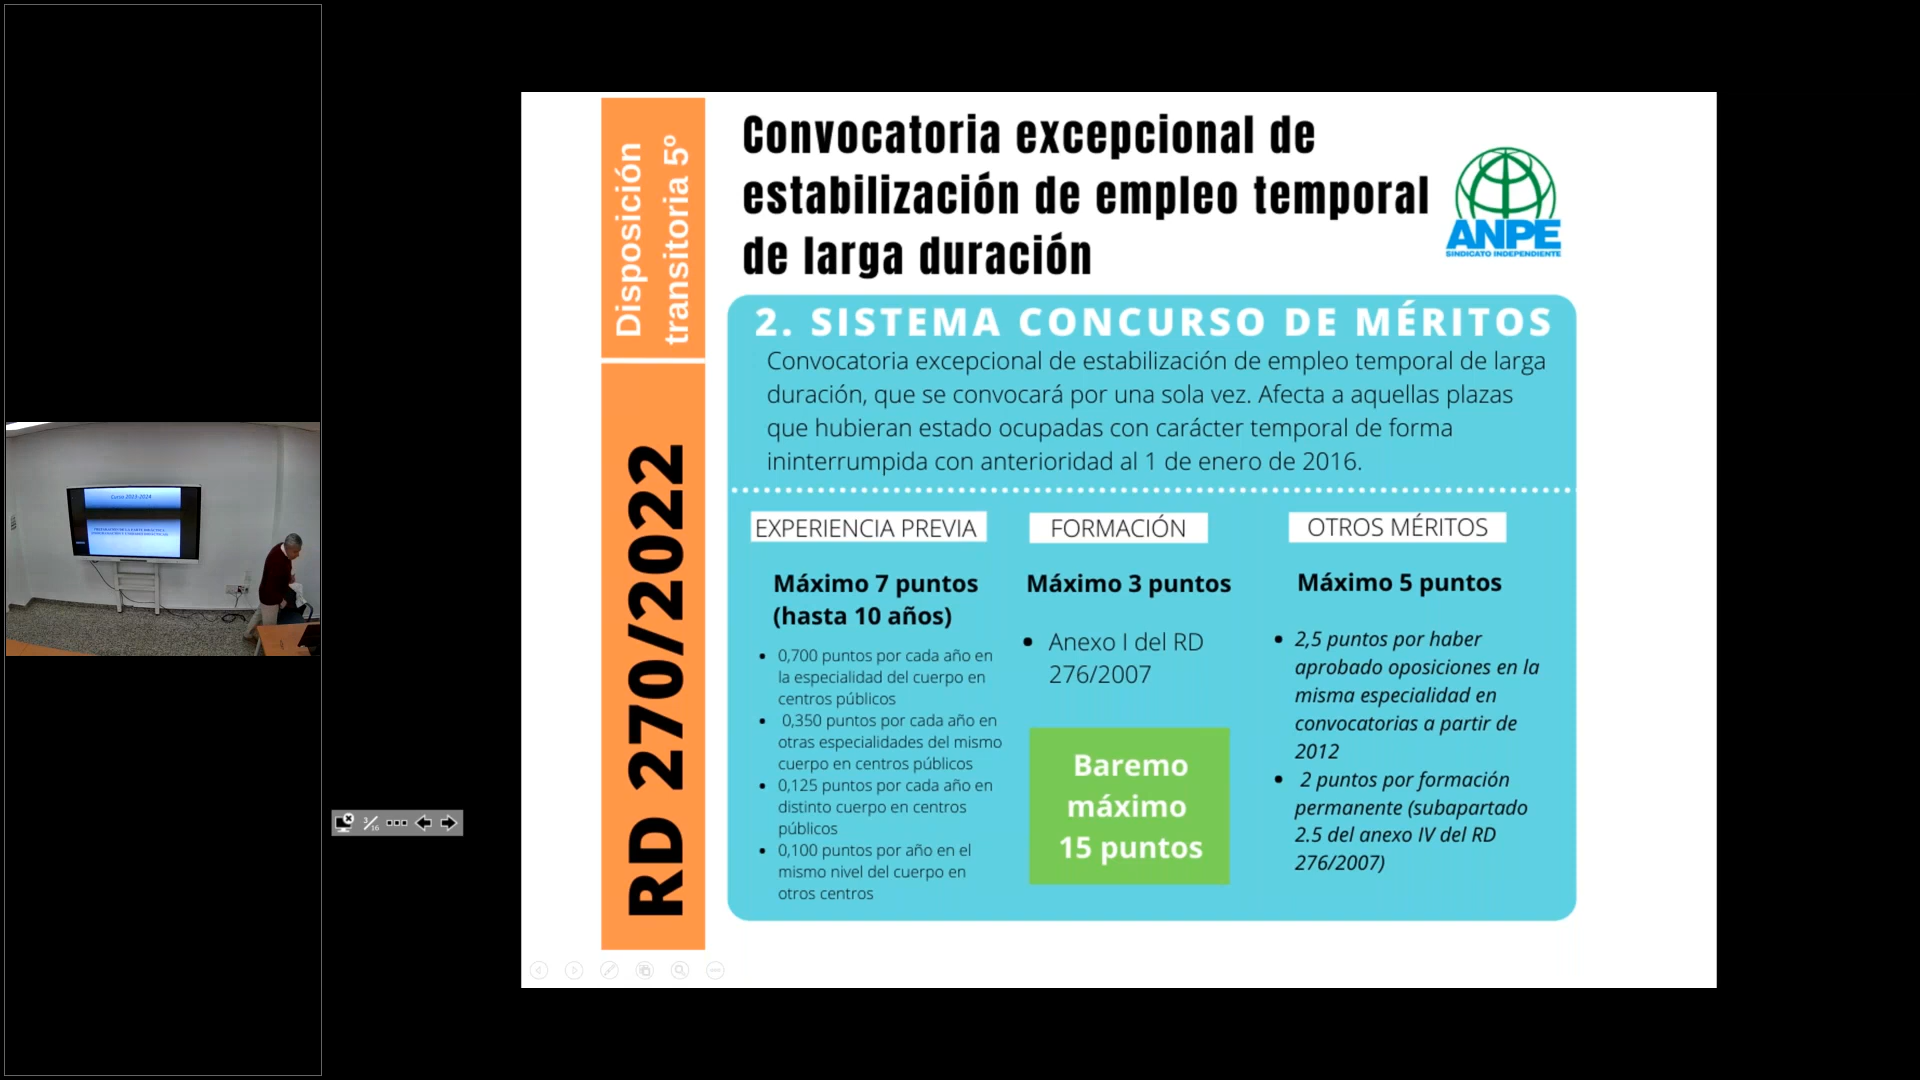 Disposición
transitoria 5º
RD 270/2022
Convocatoria excepcional de
estabilización de empleo temporal
de larga duración
ANPE
SINDICATO INDEPENDIENTE
2. SISTEMA CONCURSO DE MÉRITOS
Convocatoria excepcional de estabilización de empleo temporal de larga
duración, que se convocará por una sola vez. Afecta a aquellas plazas
que hubieran estado ocupadas con carácter temporal de forma
ininterrumpida con anterioridad al 1 de enero de 2016.
EXPERIENCIA PREVIA
Máximo 7 puntos
(hasta 10 años)
• 0,700 puntos por cada año en
la especialidad del cuerpo en
centros públicos
• 0,350 puntos por cada año en
otras especialidades del mismo
cuerpo en centros públicos
• 0,125 puntos por cada año en
distinto cuerpo en centros
públicos
• 0,100 puntos por año en el
mismo nivel del cuerpo en
otros centros
FORMACIÓN
Máximo 3 puntos
• Anexo I del RD
276/2007
Baremo
máximo
15 puntos
OTROS MÉRITOS
Máximo 5 puntos
• 2,5 puntos por haber
aprobado oposiciones en la
misma especialidad en
convocatorias a partir de
2012
• 2 puntos por formación
permanente (subapartado
2.5 del anexo IV del RD
276/2007)
Curso 2023-2024
3/16